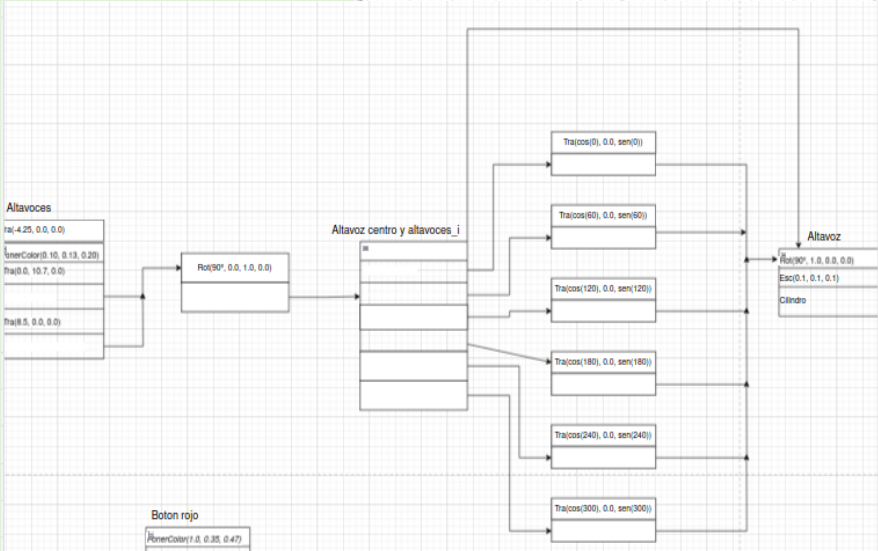 Altavoces
ra(-4.25, 0.0, 0.0)
PonerColor(0.10, 0.13, 0.20)
Tra(0.0, 10.7, 0.0)
Tra(8.5, 0.0, 0.0)
Rot(90º, 0.0, 1.0, 0.0)
Altavoz centro y altavoces_i
Tra(cos(0), 0.0, sen(0))
Tra(cos(60), 0.0, sen(60))
Tra(cos(120), 0.0, sen(120))
Tra(cos(180), 0.0, sen(180))
Tra(cos(240), 0.0, sen(240))
Tra(cos(300), 0.0, sen(300))
Altavoz
Rot(90º, 1.0, 0.0, 0.0)
Esc(0.1, 0.1, 0.1)
Cilindro
Boton rojo
PonerColor(1.0, 0.35, 0.47)